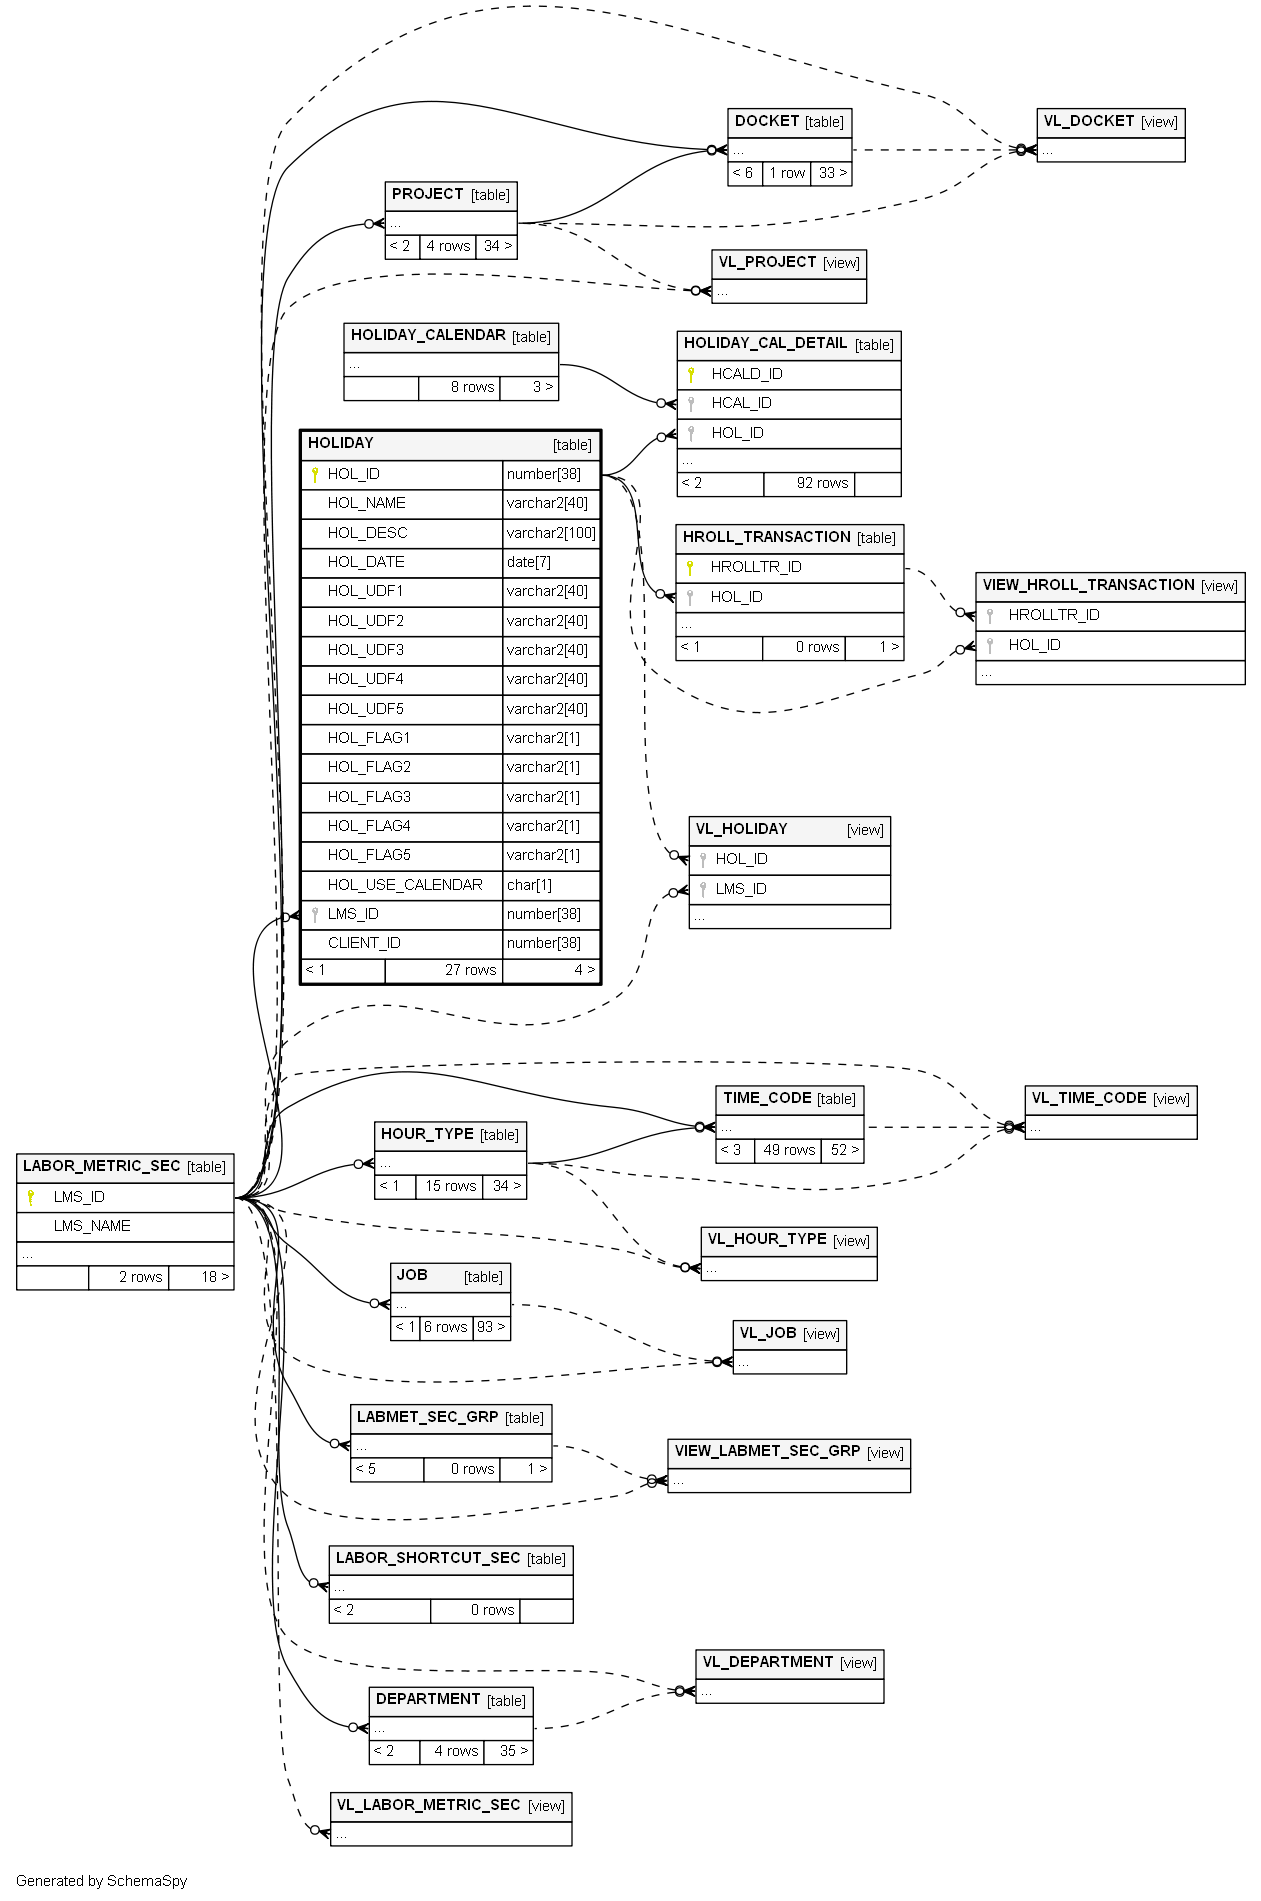 DOCKET [table]
...
< 6 1 row 33 >
VL_DOCKET [view]
...
PROJECT [table]
...
< 2 4 rows 34 >
VL_PROJECT [view]
...
HOLIDAY_CALENDAR [table]
...
8 rows 3 >
HOLIDAY_CAL_DETAIL [table]
HCALD_ID
HCAL_ID
HOL_ID
...
< 2 92 rows
HOLIDAY [table]
HOL_ID number[38]
HOL_NAME varchar2[40]
HOL_DESC varchar2[100]
HOL_DATE date[7]
HOL_UDF1 varchar2[40]
HOL_UDF2 varchar2[40]
HOL_UDF3 varchar2[40]
HOL_UDF4 varchar2[40]
HOL_UDF5 varchar2[40]
HOL_FLAG1 varchar2[1]
HOL_FLAG2 varchar2[1]
HOL_FLAG3 varchar2[1]
HOL_FLAG4 varchar2[1]
HOL_FLAG5 varchar2[1]
HOL_USE_CALENDAR char[1]
LMS_ID number[38]
CLIENT_ID number[38]
< 1 27 rows 4 >
HROLL_TRANSACTION [table]
HROLLTR_ID
HOL_ID
...
< 1 0 rows 1 >
VIEW_HROLL_TRANSACTION [view]
HROLLTR_ID
HOL_ID
...
VL_HOLIDAY [view]
HOL_ID
LMS_ID
...
TIME_CODE [table]
...
< 3 49 rows 52 >
VL_TIME_CODE [view]
...
HOUR_TYPE [table]
...
< 1 15 rows 34 >
LABOR_METRIC_SEC [table]
LMS_ID
LMS_NAME
...
2 rows 18 >
VL_HOUR_TYPE [view]
...
JOB [table]
...
< 1 6 rows 93 >
VL_JOB [view]
...
LABMET_SEC_GRP [table]
...
< 5 0 rows 1 >
VIEW_LABMET_SEC_GRP [view]
...
LABOR_SHORTCUT_SEC [table]
...
< 2 0 rows
VL_DEPARTMENT [view]
...
DEPARTMENT [table]
...
< 2 4 rows 35 >
VL_LABOR_METRIC_SEC [view]
...
Generated by SchemaSpy